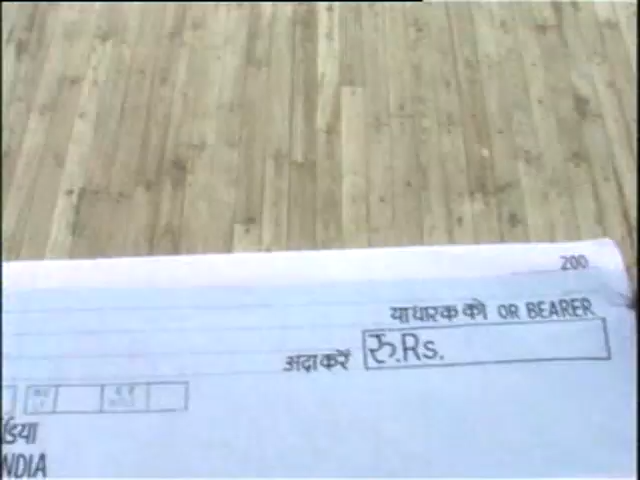 200
या धारक को OR BEARER
अदा करें रु.Rs.
डिया
NDIA